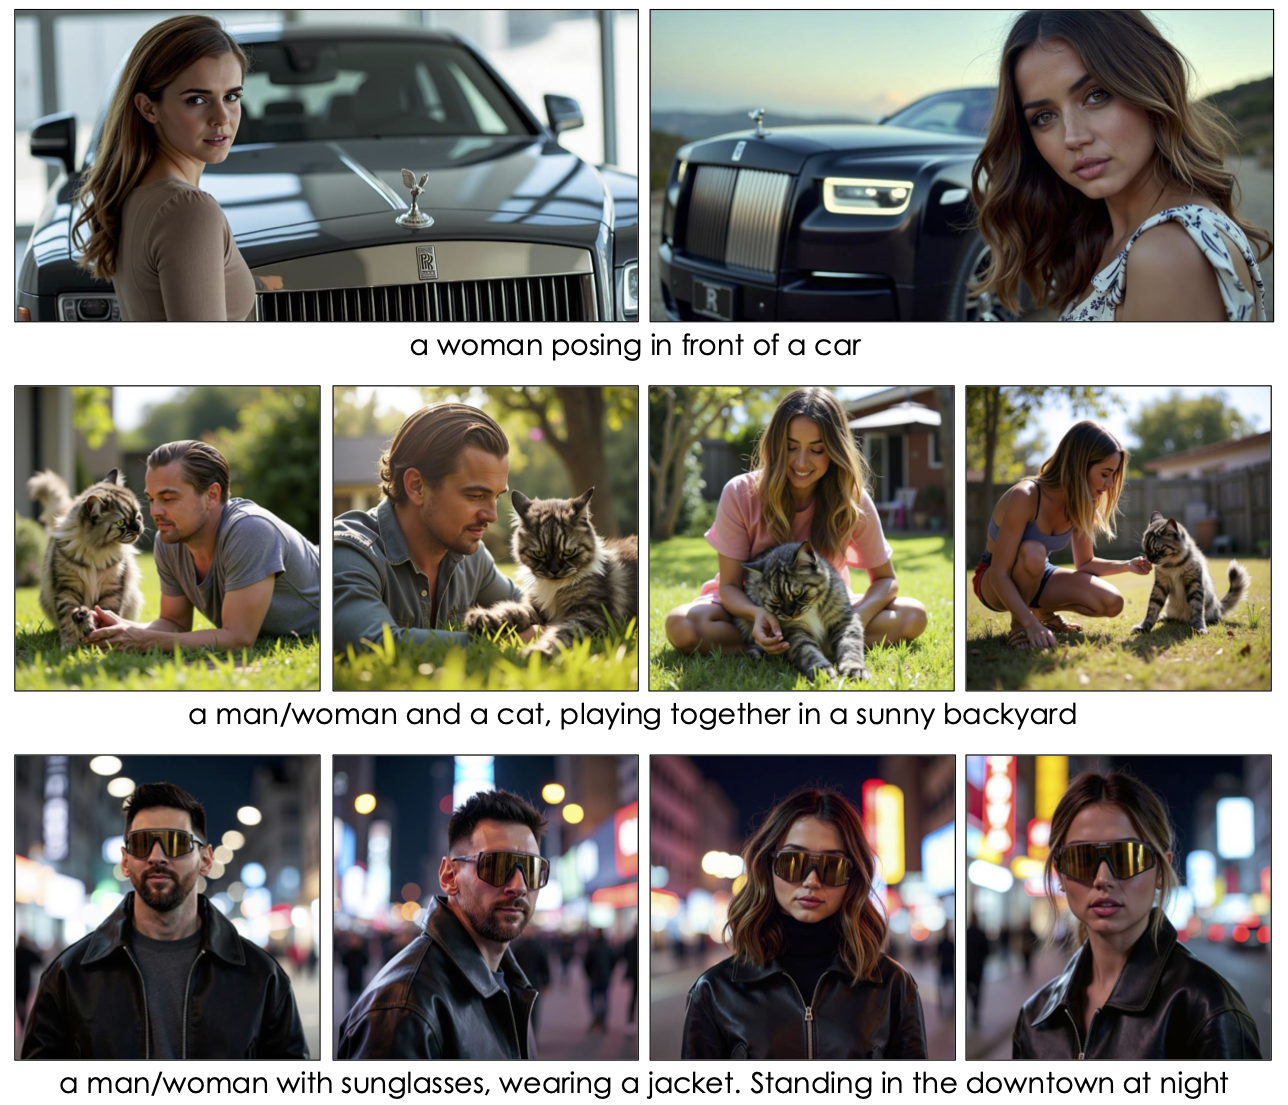 a woman posing in front of a car
a man/woman and a cat, playing together in a sunny backyard
a man/woman with sunglasses, wearing a jacket. Standing in the downtown at night